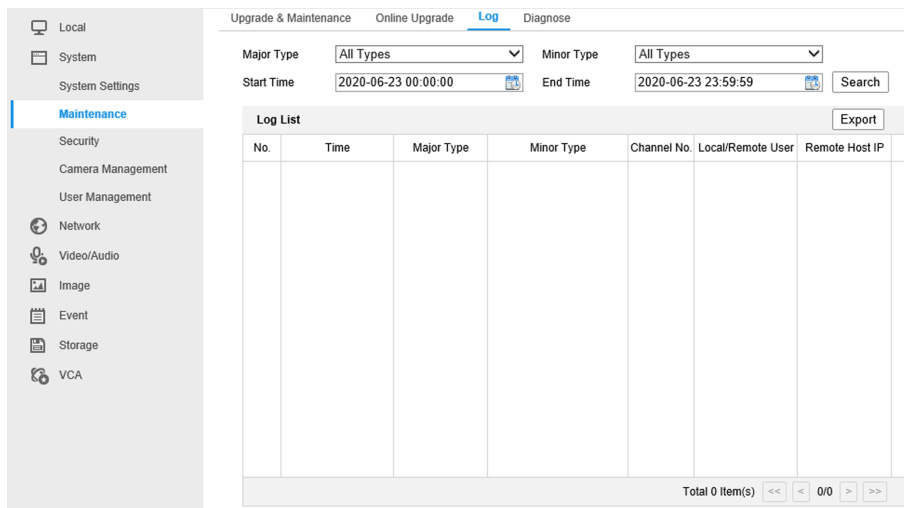 Local
System
System Settings
Maintenance
Security
Camera Management
User Management
Network
Video/Audio
Image
Event
Storage
VCA
Upgrade & Maintenance Online Upgrade Log Diagnose
Major Type All Types Minor Type All Types
Start Time 2020-06-23 00:00:00 End Time 2020-06-23 23:59:59 Search
Log List Export
No. Time Major Type Minor Type Channel No. Local/Remote User Remote Host IP
Total 0 Item(s) << < 0/0 > >>